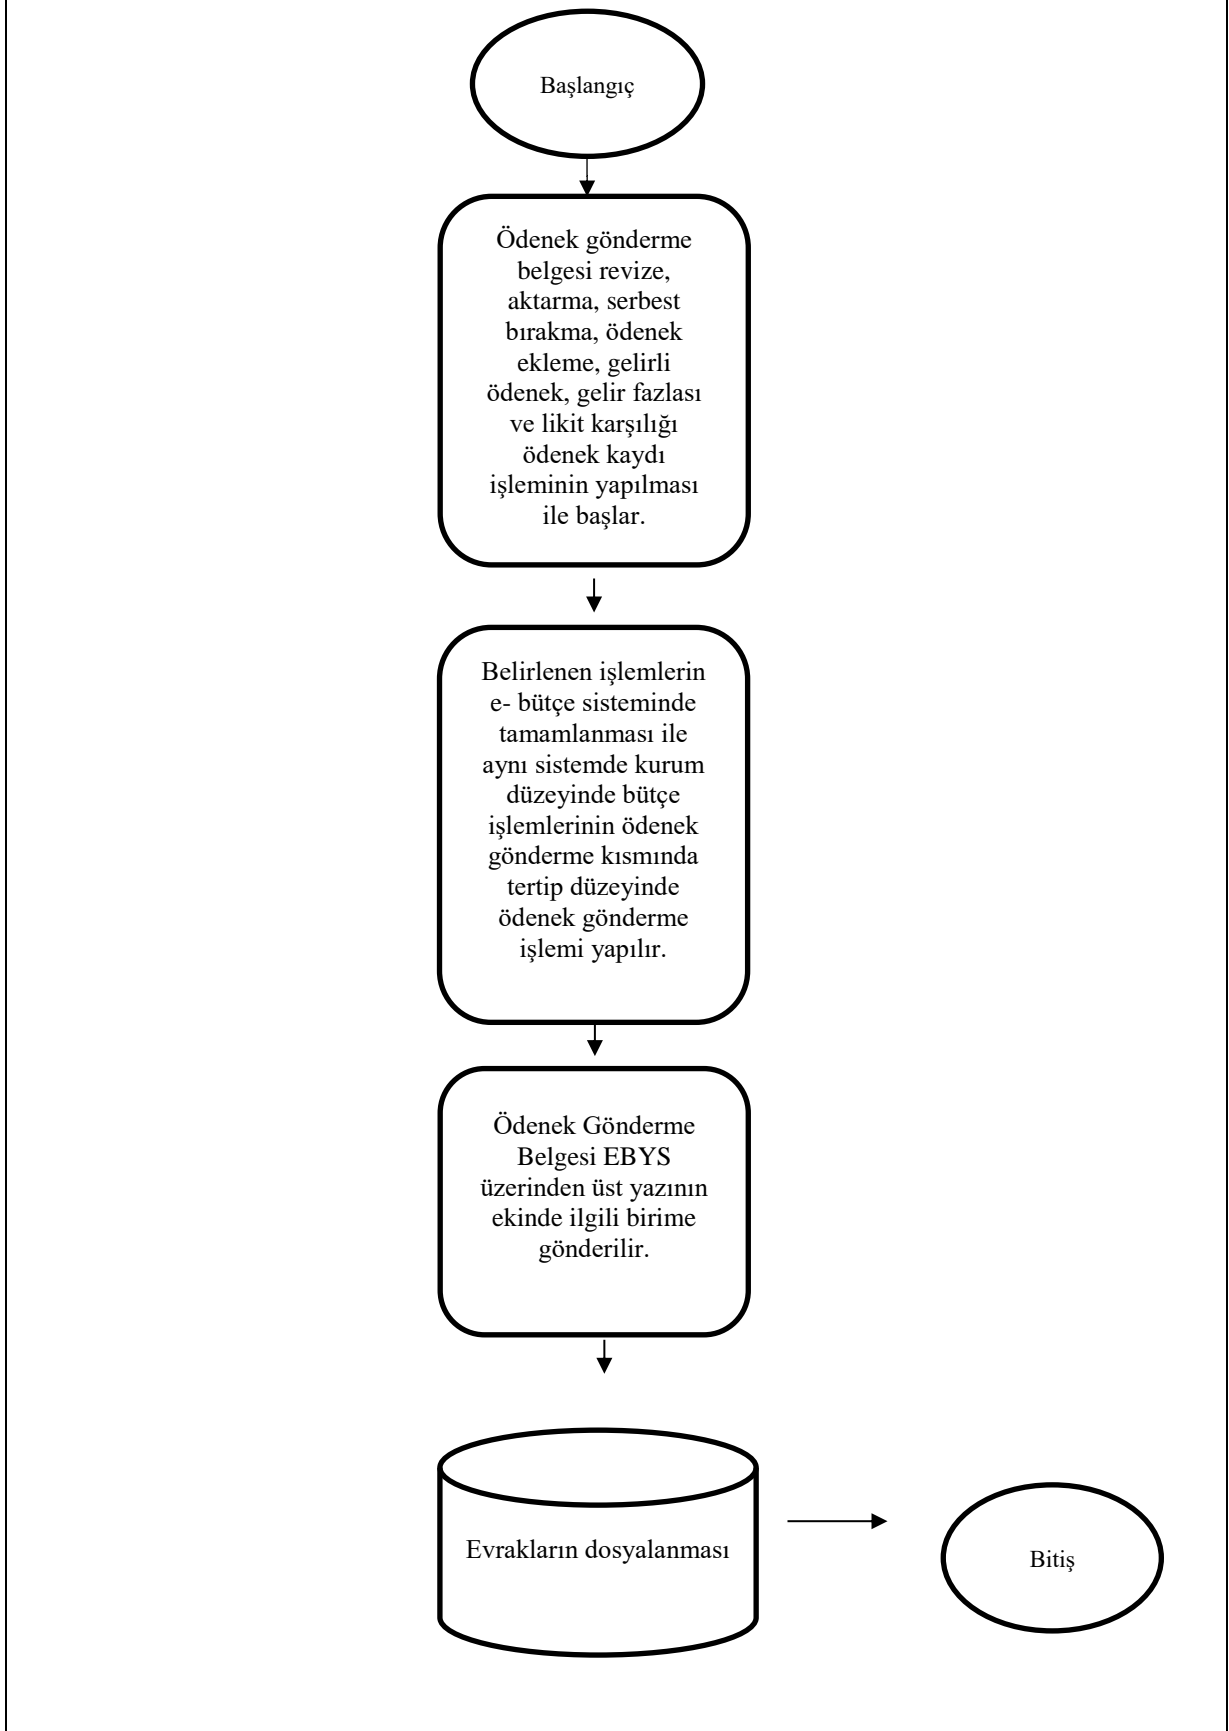 Başlangıç
Ödenek gönderme
belgesi revize,
aktarma, serbest
bırakma, ödenek
ekleme, gelirli
ödenek, gelir fazlası
ve likit karşılığı
ödenek kaydı
işleminin yapılması
ile başlar.
Belirlenen işlemlerin
e- bütçe sisteminde
tamamlanması ile
aynı sistemde kurum
düzeyinde bütçe
işlemlerinin ödenek
gönderme kısmında
tertip düzeyinde
ödenek gönderme
işlemi yapılır.
Ödenek Gönderme
Belgesi EBYS
üzerinden üst yazının
ekinde ilgili birime
gönderilir.
Evrakların dosyalanması
Bitiş